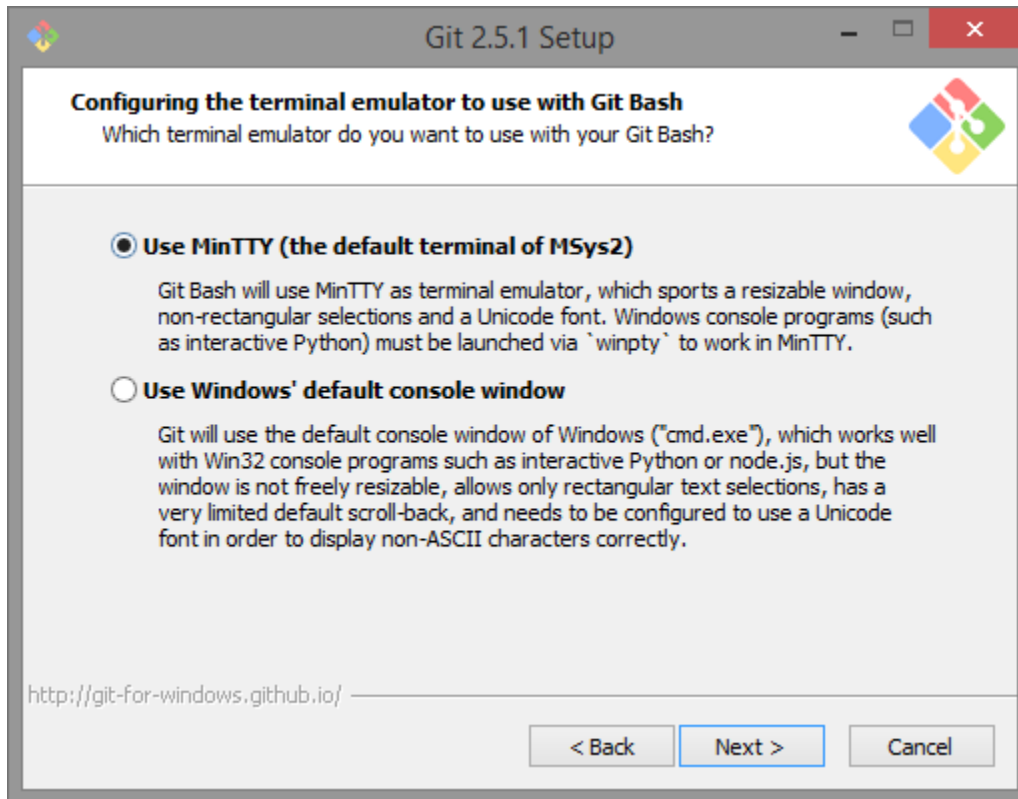 Git 2.5.1 Setup
Configuring the terminal emulator to use with Git Bash
Which terminal emulator do you want to use with your Git Bash?
Use MinTTY (the default terminal of MSys2)
Git Bash will use MinTTY as terminal emulator, which sports a resizable window,
non-rectangular selections and a Unicode font. Windows console programs (such
as interactive Python) must be launched via `winpty` to work in MinTTY.
Use Windows' default console window
Git will use the default console window of Windows ("cmd.exe"), which works well
with Win32 console programs such as interactive Python or node.js, but the
window is not freely resizable, allows only rectangular text selections, has a
very limited default scroll-back, and needs to be configured to use a Unicode
font in order to display non-ASCII characters correctly.
http://git-for-windows.github.io/
< Back Next > Cancel